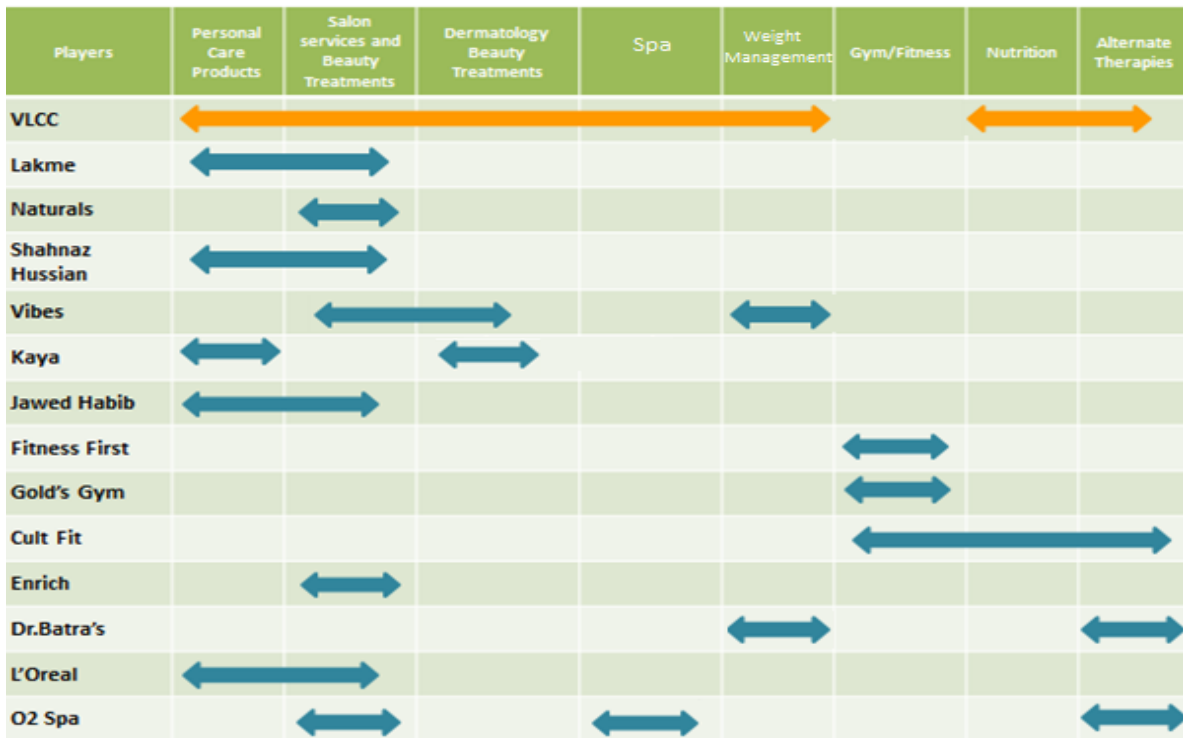 Players
Personal
Care
Products
Salon
services and
Beauty
Treatments
Dermatology
Beauty
Treatments
Spa
Weight
Management
Gym/Fitness
Nutrition
Alternate
Therapies
VLCC
Lakme
Naturals
Shahnaz
Hussian
Vibes
Kaya
Jawed Habib
Fitness First
Gold's Gym
Cult Fit
Enrich
Dr.Batra's
L'Oreal
O2 Spa